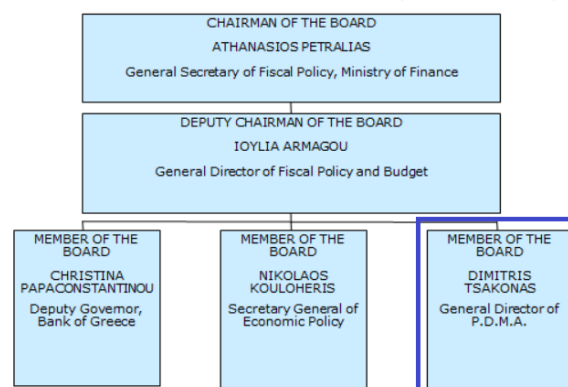 CHAIRMAN OF THE BOARD
ATHANASIOS PETRALIAS
General Secretary of Fiscal Policy, Ministry of Finance
DEPUTY CHAIRMAN OF THE BOARD
IOYLIA ARMAGOU
General Director of Fiscal Policy and Budget
MEMBER OF THE
BOARD
CHRISTINA
PAPACONSTANTINOU
Deputy Governor,
Bank of Greece
MEMBER OF THE
BOARD
NIKOLAOS
KOULOHERIS
Secretary General of
Economic Policy
MEMBER OF THE
BOARD
DIMITRIS
TSAKONAS
General Director of
P.D.M.A.